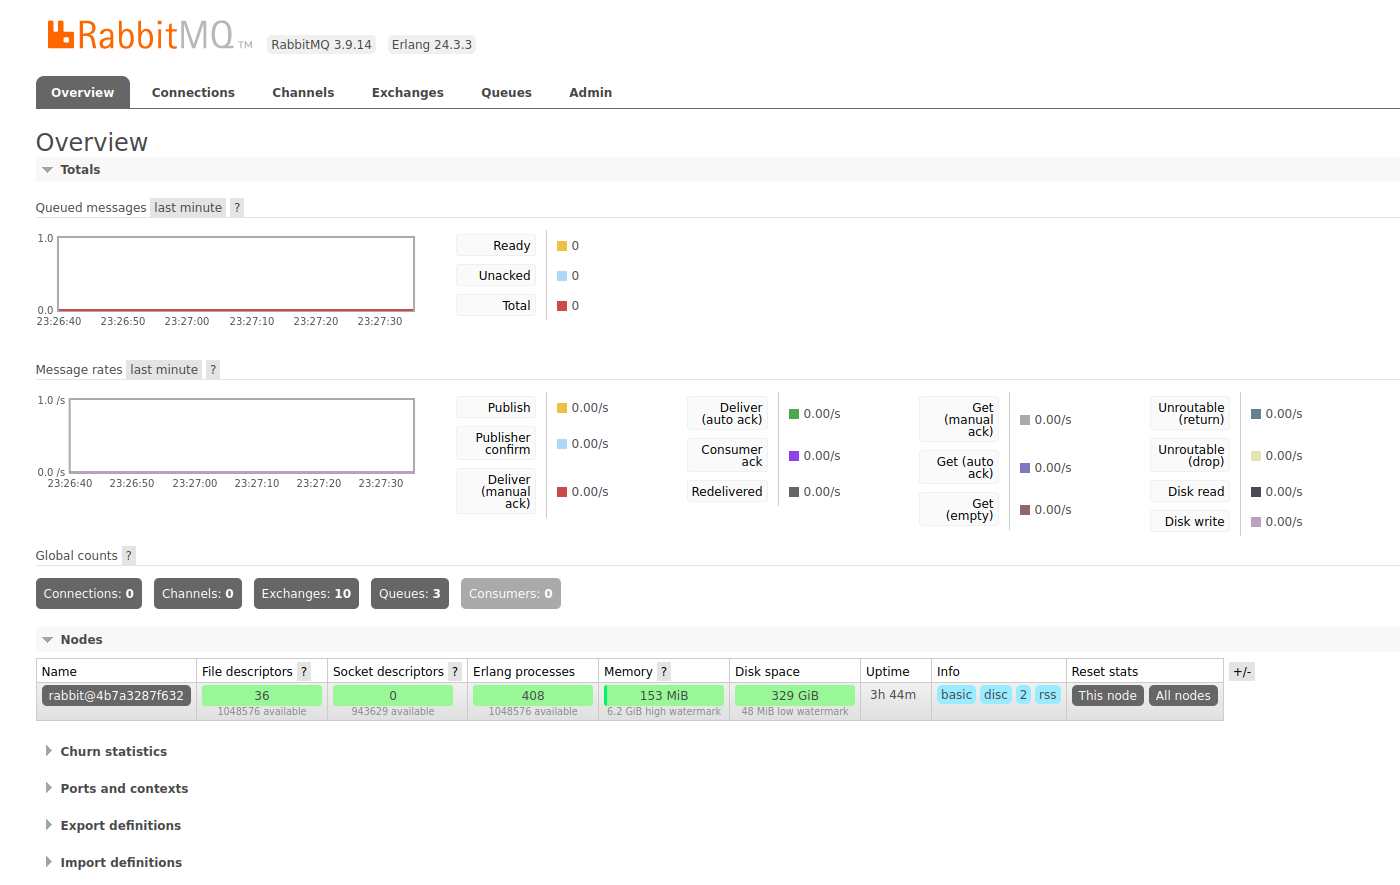 RabbitMQ TM RabbitMQ 3.9.14 Erlang 24.3.3
Overview Connections Channels Exchanges Queues Admin
Overview
Totals
Queued messages last minute ?
1.0
0.0
23:26:40 23:26:50 23:27:00 23:27:10 23:27:20 23:27:30
Ready 0
Unacked 0
Total 0
Message rates last minute ?
1.0 /s
0.0 /s
23:26:40 23:26:50 23:27:00 23:27:10 23:27:20 23:27:30
Publish 0.00/s
Publisher
confirm 0.00/s
Deliver
(manual
ack) 0.00/s
Deliver
(auto ack) 0.00/s
Consumer
ack 0.00/s
Redelivered 0.00/s
Get
(manual
ack) 0.00/s
Get (auto
ack) 0.00/s
Get
(empty) 0.00/s
Unroutable
(return) 0.00/s
Unroutable
(drop) 0.00/s
Disk read 0.00/s
Disk write 0.00/s
Global counts ?
Connections: 0 Channels: 0 Exchanges: 10 Queues: 3 Consumers: 0
Nodes
Name File descriptors ? Socket descriptors ? Erlang processes Memory ? Disk space Uptime Info Reset stats +/-
rabbit@4b7a3287f632 36 0 408 153 MiB 329 GiB 3h 44m basic disc 2 rss This node All nodes
1048576 available 943629 available 1048576 available 6.2 GiB high watermark 48 MiB low watermark
Churn statistics
Ports and contexts
Export definitions
Import definitions